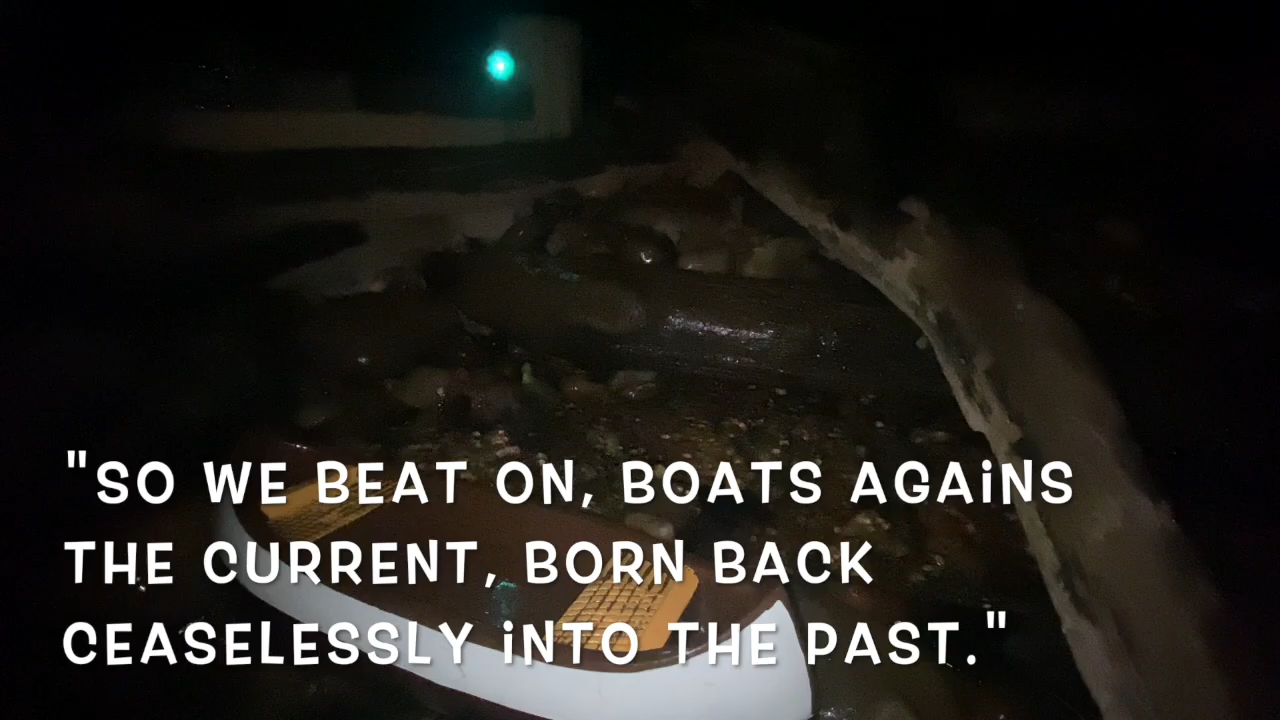 "SO WE BEAT ON, BOATS AGAiNS
THE CURRENT, BORN BACK
CEASELESSLY iNTO THE PAST."